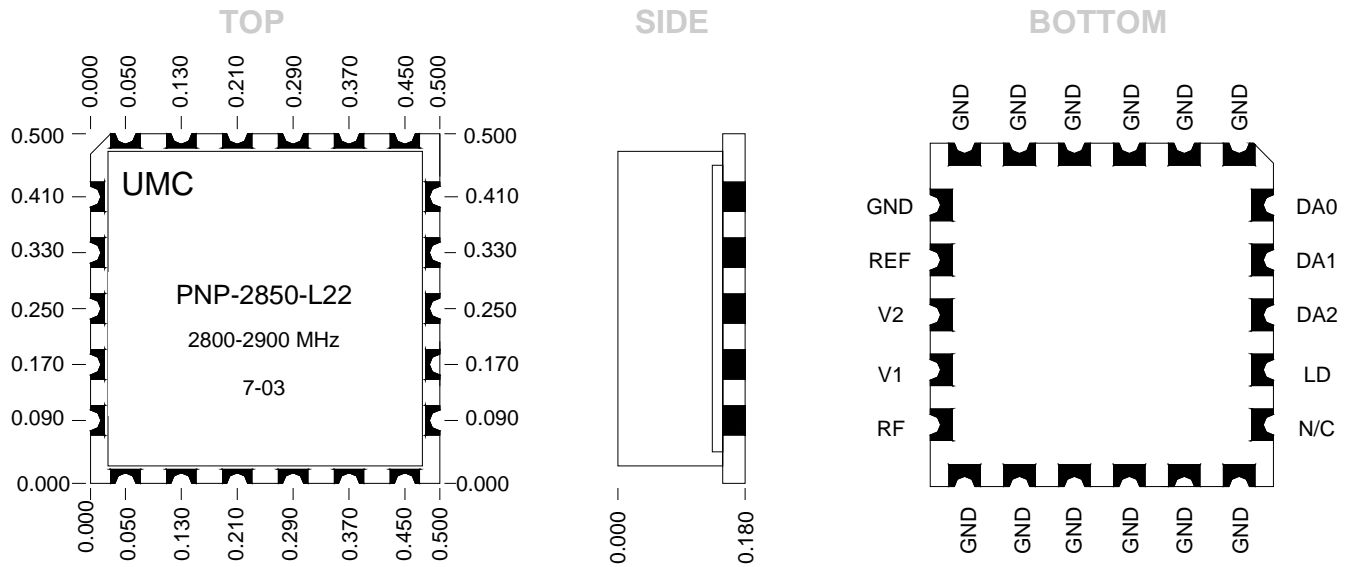 TOP
SIDE
BOTTOM
0.000
0.050
0.130
0.210
0.290
0.370
0.450
0.500
0.500
0.410
0.330
0.250
0.170
0.090
0.000
UMC
PNP-2850-L22
2800-2900 MHz
7-03
0.500
0.410
0.330
0.250
0.170
0.090
0.000
0.000
0.050
0.130
0.210
0.290
0.370
0.450
0.500
0.000
0.180
GND
GND
GND
GND
GND
GND
GND
REF
V2
V1
RF
DA0
DA1
DA2
LD
N/C
GND
GND
GND
GND
GND
GND